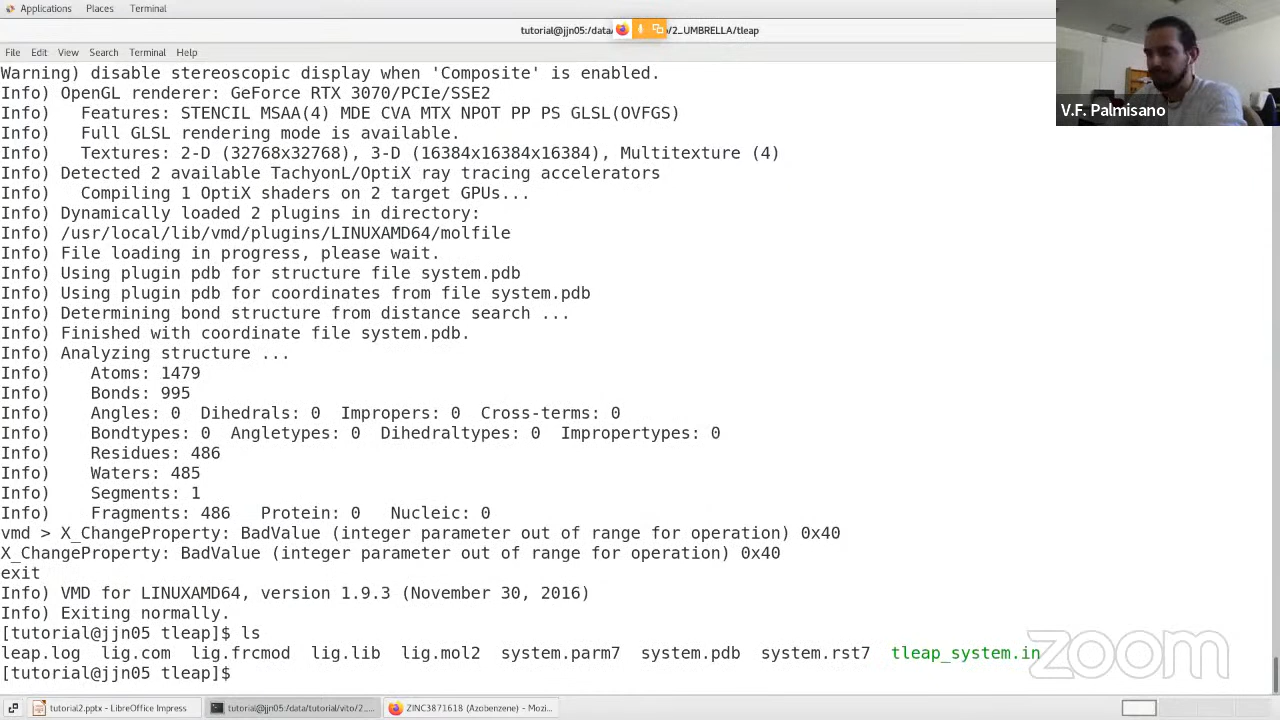 Applications Places Terminal
tutorial@jjn05:/data/ /2_UMBRELLA/tleap
File Edit View Search Terminal Help
Warning) disable stereoscopic display when 'Composite' is enabled.
Info) OpenGL renderer: GeForce RTX 3070/PCIe/SSE2
Info)   Features: STENCIL MSAA(4) MDE CVA MTX NPOT PP PS GLSL(OVFGS)
Info)   Full GLSL rendering mode is available.
Info)   Textures: 2-D (32768x32768), 3-D (16384x16384x16384), Multitexture (4)
Info) Detected 2 available TachyonL/OptiX ray tracing accelerators
Info)   Compiling 1 OptiX shaders on 2 target GPUs...
Info) Dynamically loaded 2 plugins in directory:
Info) /usr/local/lib/vmd/plugins/LINUXAMD64/molfile
Info) File loading in progress, please wait.
Info) Using plugin pdb for structure file system.pdb
Info) Using plugin pdb for coordinates from file system.pdb
Info) Determining bond structure from distance search ...
Info) Finished with coordinate file system.pdb.
Info) Analyzing structure ...
Info)    Atoms: 1479
Info)    Bonds: 995
Info)    Angles: 0  Dihedrals: 0  Impropers: 0  Cross-terms: 0
Info)    Bondtypes: 0  Angletypes: 0  Dihedraltypes: 0  Impropertypes: 0
Info)    Residues: 486
Info)    Waters: 485
Info)    Segments: 1
Info)    Fragments: 486   Protein: 0   Nucleic: 0
vmd > X_ChangeProperty: BadValue (integer parameter out of range for operation) 0x40
X_ChangeProperty: BadValue (integer parameter out of range for operation) 0x40
exit
Info) VMD for LINUXAMD64, version 1.9.3 (November 30, 2016)
Info) Exiting normally.
[tutorial@jjn05 tleap]$ ls
leap.log  lig.com  lig.frcmod  lig.lib  lig.mol2  system.parm7  system.pdb  system.rst7  tleap_system.in
[tutorial@jjn05 tleap]$
V.F. Palmisano
zoom
tutorial2.pptx - LibreOffice Impress
tutorial@jjn05:/data/tutorial/vito/2_...
ZINC3871618 (Azobenzene) - Mozi...